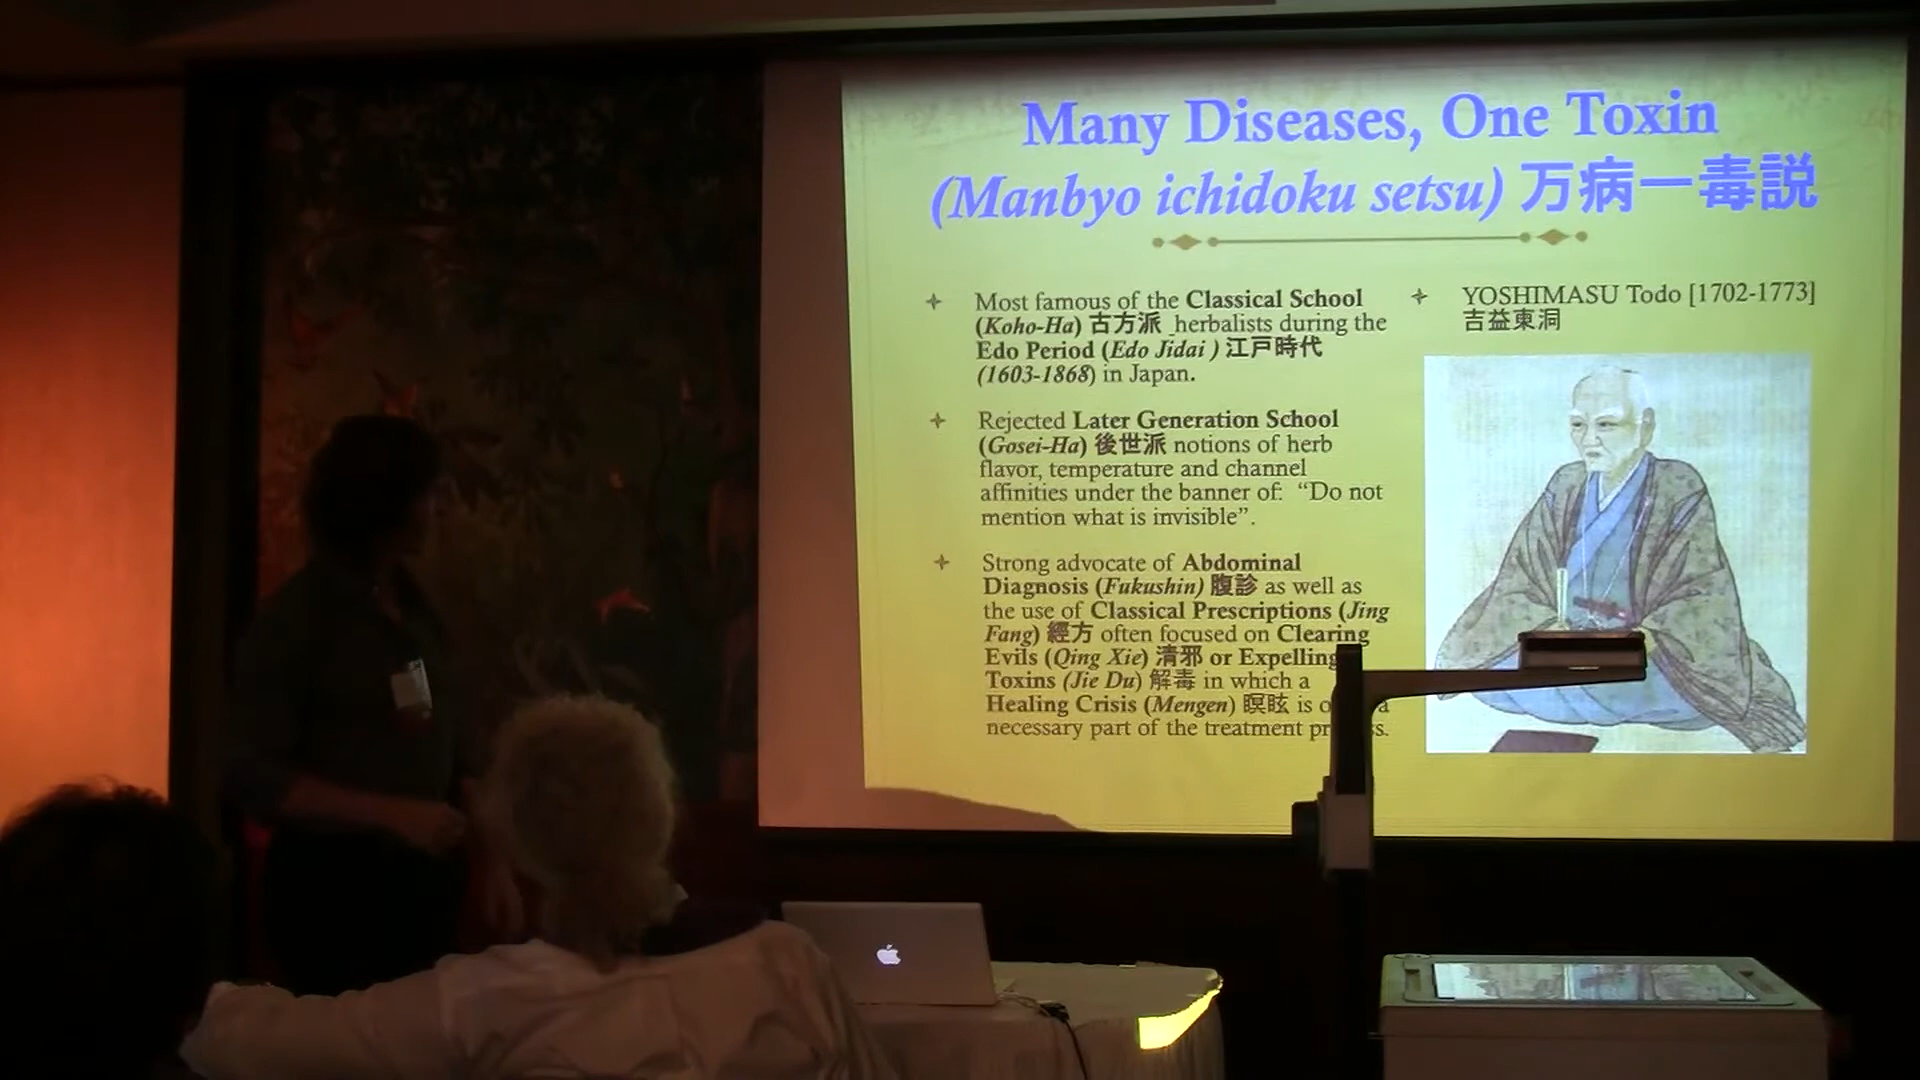 Many Diseases, One Toxin
(Manbyo ichidoku setsu) 万病一毒説
Most famous of the Classical School
(Koho-Ha) 古方派 herbalists during the
Edo Period (Edo Jidai ) 江戸時代
(1603-1868) in Japan.
Rejected Later Generation School
(Gosei-Ha) 後世派 notions of herb
flavor, temperature and channel
affinities under the banner of: “Do not
mention what is invisible”.
Strong advocate of Abdominal
Diagnosis (Fukushin) 腹診 as well as
the use of Classical Prescriptions (Jing
Fang) 經方 often focused on Clearing
Evils (Qing Xie) 清邪 or Expelling
Toxins (Jie Du) 解毒 in which a
Healing Crisis (Mengen) 瞑眩 is a
necessary part of the treatment
YOSHIMASU Todo [1702-1773]
吉益東洞